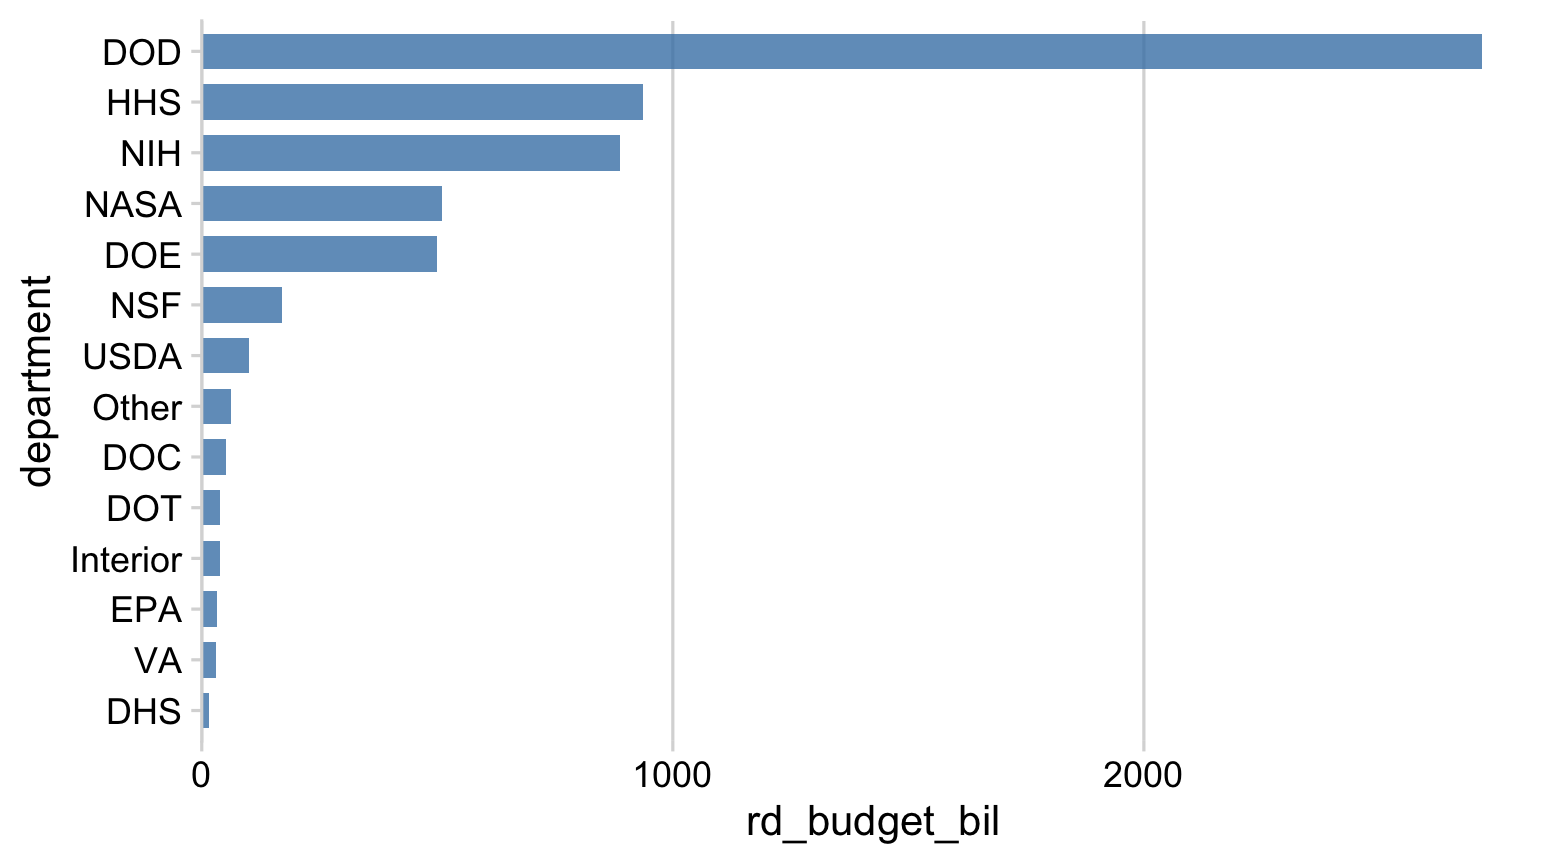 DOD
HHS
NIH
NASA
DOE
NSF
USDA
Other
DOC
DOT
Interior
EPA
VA
DHS
department
0 1000 2000
rd_budget_bil